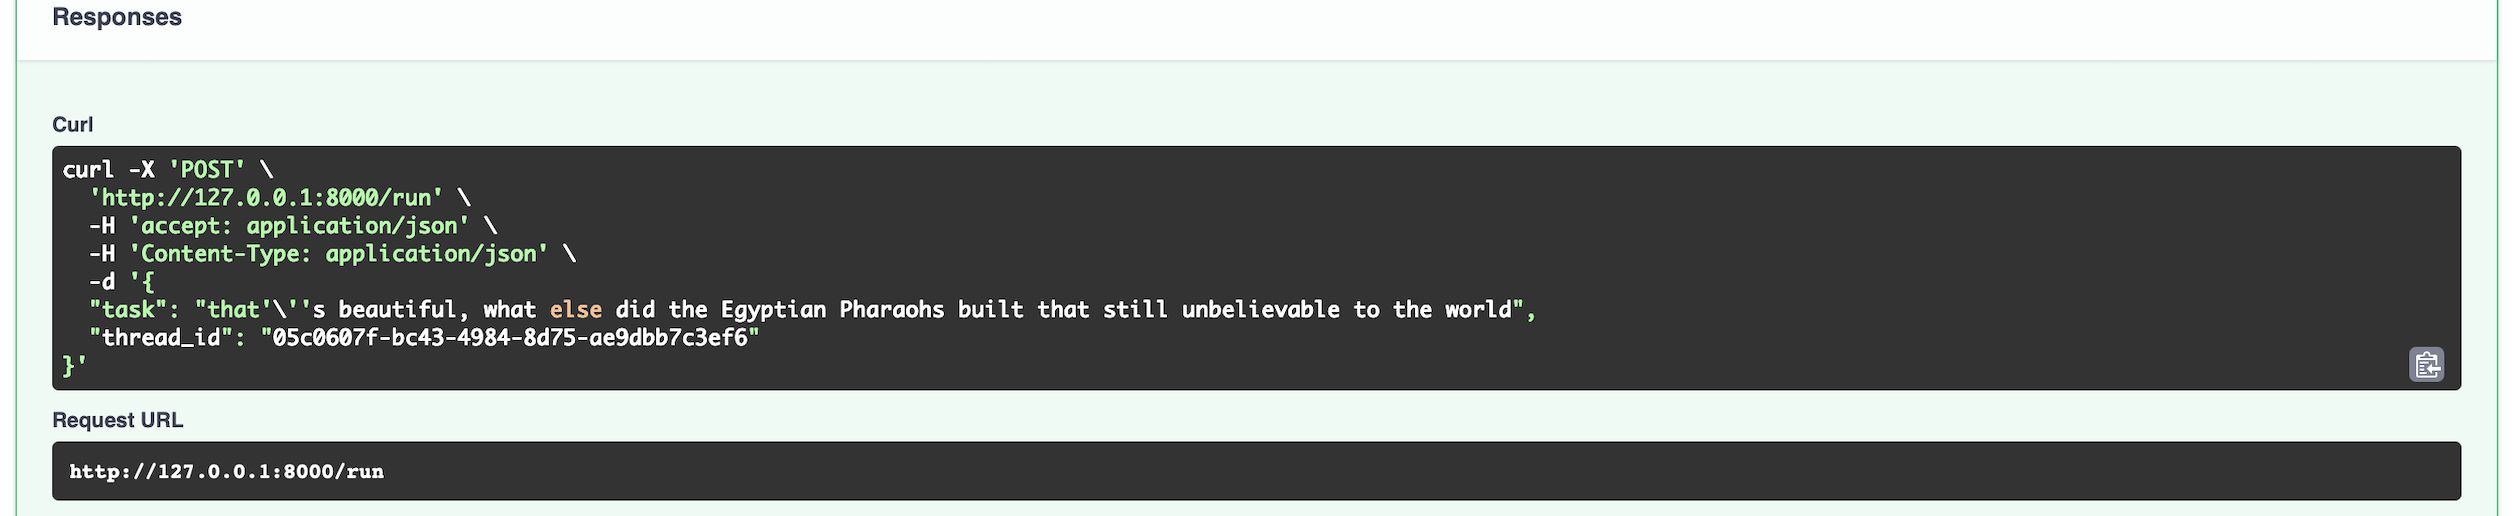 Responses
Curl
curl -X 'POST' \
'http://127.0.0.1:8000/run' \
-H 'accept: application/json' \
-H 'Content-Type: application/json' \
-d '{
"task": "that'\''s beautiful, what else did the Egyptian Pharaohs built that still unbelievable to the world",
"thread_id": "05c0607f-bc43-4984-8d75-ae9dbb7c3ef6"
}'
Request URL
http://127.0.0.1:8000/run